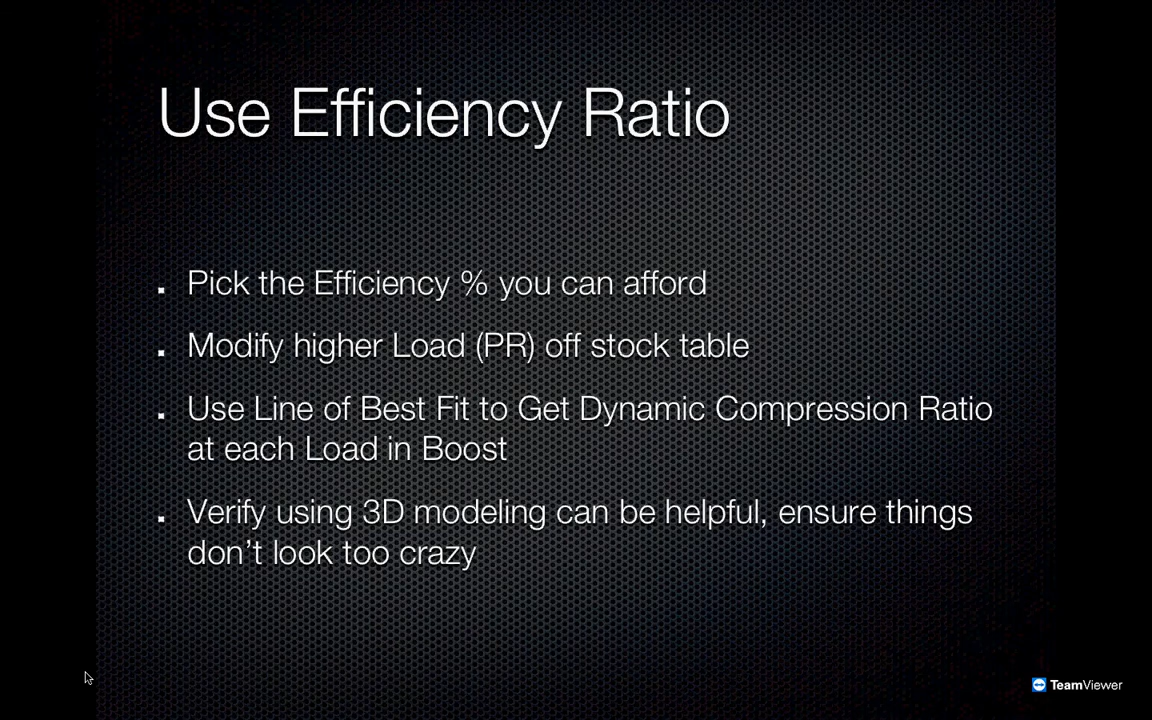 Use Efficiency Ratio
Pick the Efficiency % you can afford
Modify higher Load (PR) off stock table
Use Line of Best Fit to Get Dynamic Compression Ratio
at each Load in Boost
Verify using 3D modeling can be helpful, ensure things
don't look too crazy
TeamViewer